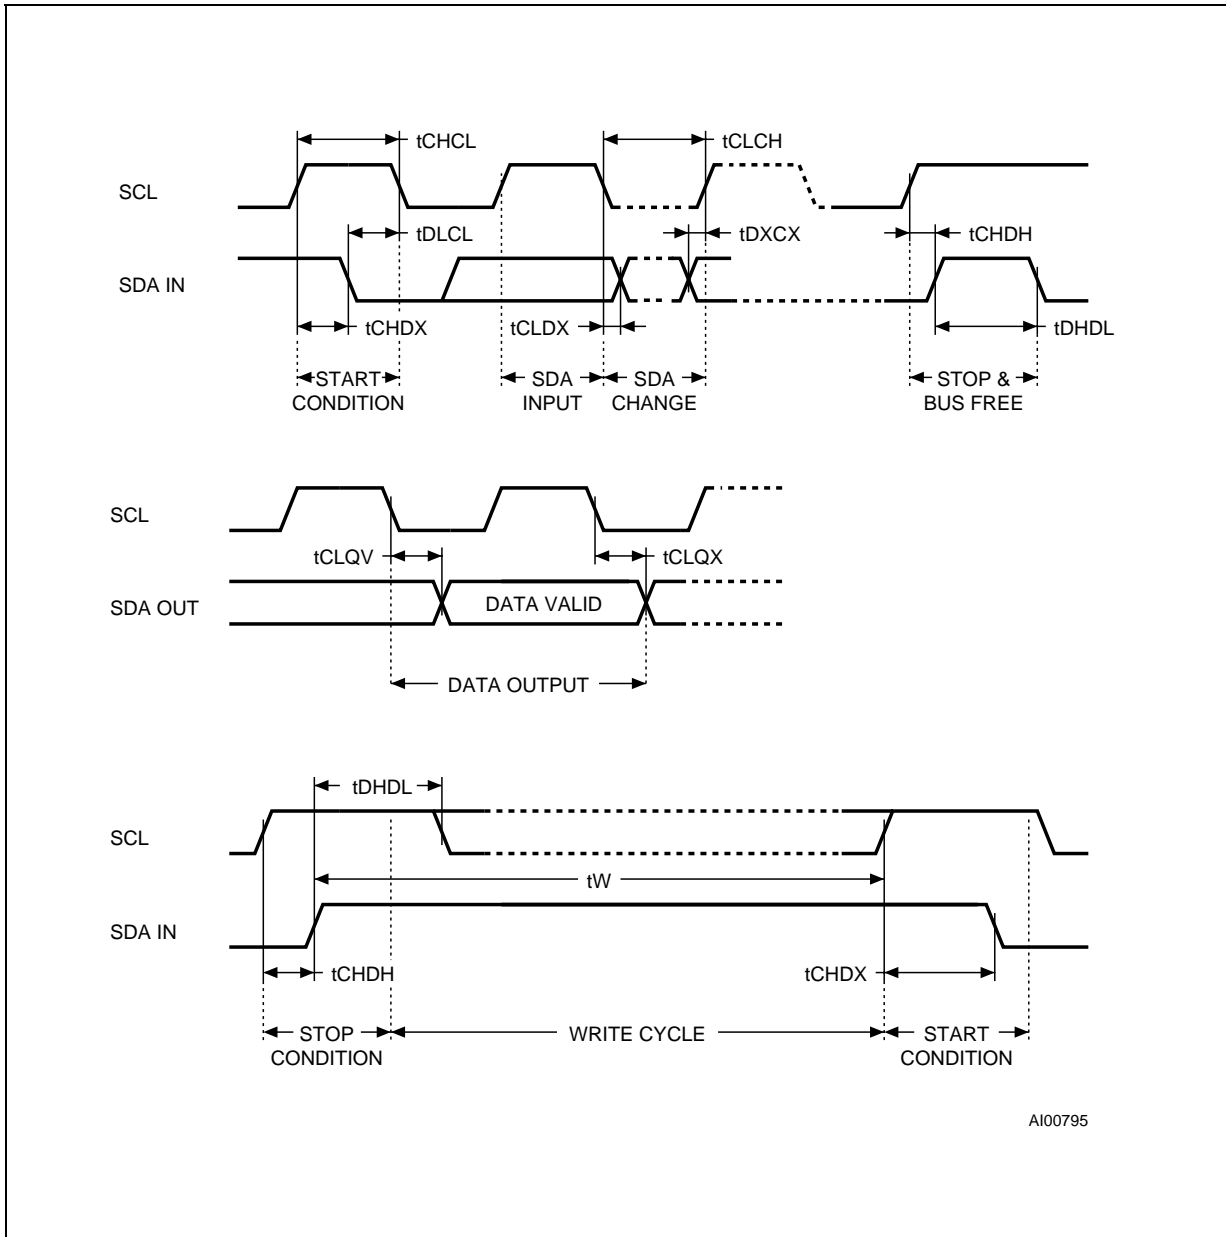 tCHCL
tCLCH
SCL
tDLCL
tDXCX
tCHDH
SDA IN
tCHDX
tCLDX
tDHDL
START
CONDITION
SDA
INPUT
SDA
CHANGE
STOP &
BUS FREE
SCL
tCLQV
tCLQX
SDA OUT
DATA VALID
DATA OUTPUT
tDHDL
SCL
tW
SDA IN
tCHDH
tCHDX
STOP
CONDITION
WRITE CYCLE
START
CONDITION
AI00795